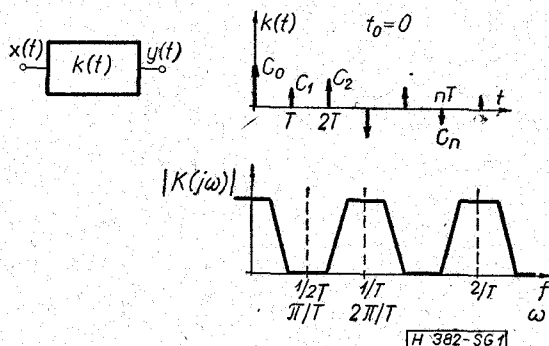 x(t) k(t) y(t)
k(t) t₀=0
C₀ C₁ C₂ nT t
T 2T Cₙ
|K(jω)|
1/2T 1/T 2/T f
π/T 2π/T ω
H 382-SG1